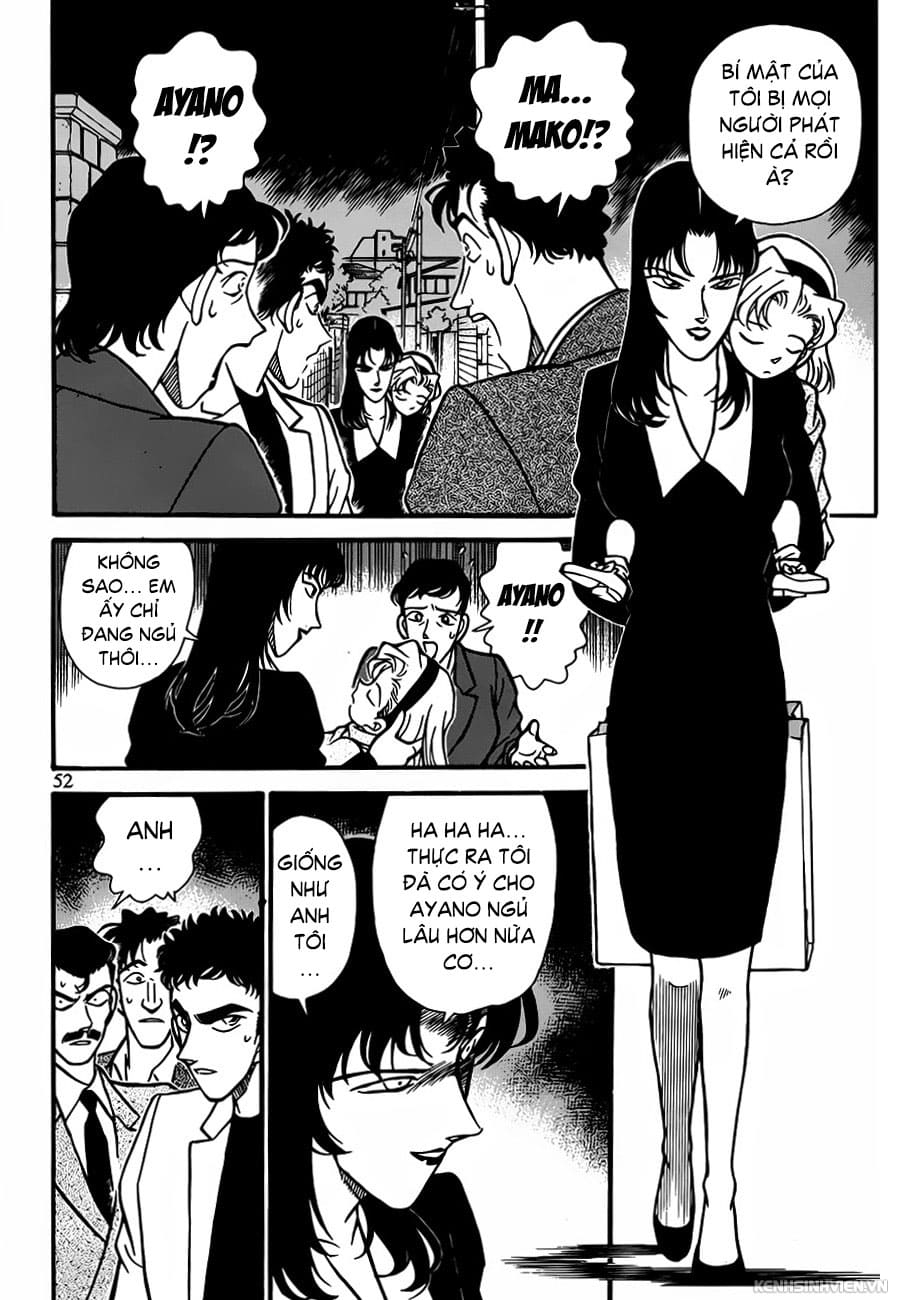 AYANO
!?
MA...
MAKO!?
BÍ MẬT CỦA
TÔI BỊ MỌI
NGƯỜI PHÁT
HIỆN CẢ RỒI
À?
KHÔNG
SAO... EM
ẤY CHỈ
ĐANG NGỦ
THÔI...
AYANO
!!
52
ANH
...
GIỐNG
NHƯ
ANH
TÔI
...
HA HA HA...
THỰC RA TÔI
ĐÃ CÓ Ý CHO
AYANO NGỦ
LÂU HƠN NỮA
CƠ...
KENHSINHVIEN.VN